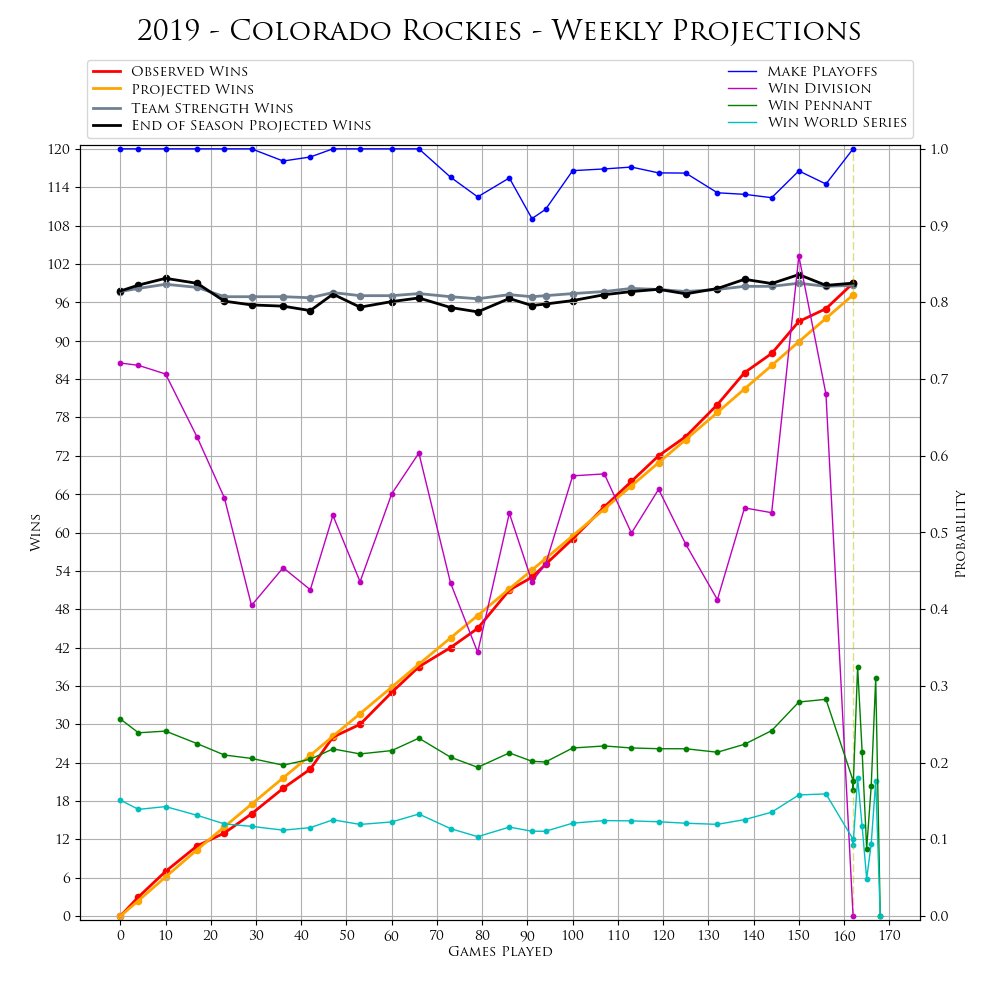 2019 - Colorado Rockies - Weekly Projections
Observed Wins
Projected Wins
Team Strength Wins
End of Season Projected Wins
Make Playoffs
Win Division
Win Pennant
Win World Series
120
114
108
102
96
90
84
78
72
66
60
54
48
42
36
30
24
18
12
6
0
Wins
1.0
0.9
0.8
0.7
0.6
0.5
0.4
0.3
0.2
0.1
0.0
Probability
0 10 20 30 40 50 60 70 80 90 100 110 120 130 140 150 160 170
Games Played